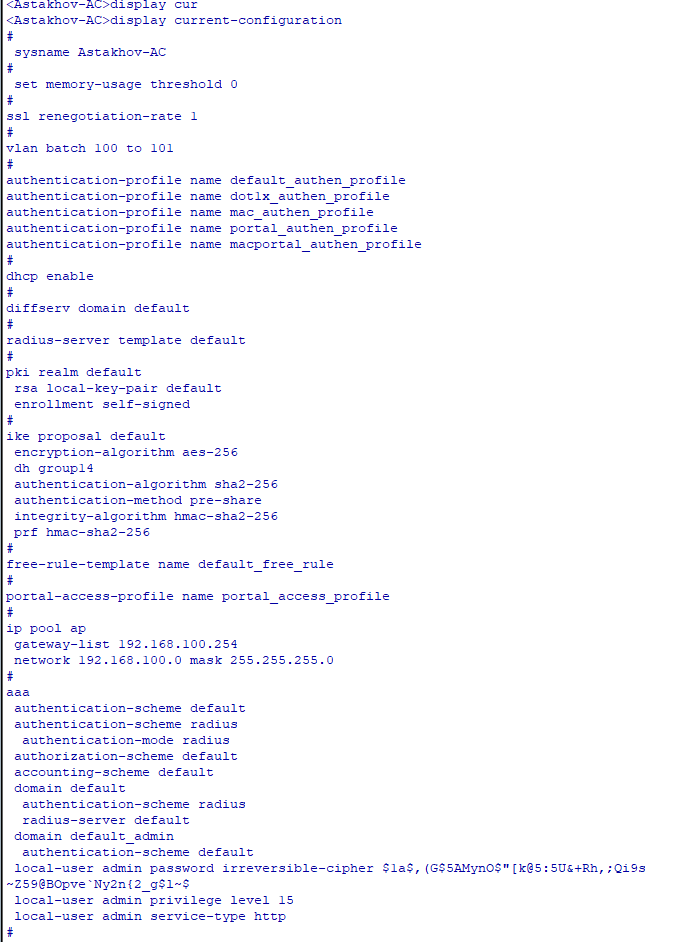 <Astakhov-AC>display cur
<Astakhov-AC>display current-configuration
#
 sysname Astakhov-AC
#
 set memory-usage threshold 0
#
ssl renegotiation-rate 1
#
vlan batch 100 to 101
#
authentication-profile name default_authen_profile
authentication-profile name dot1x_authen_profile
authentication-profile name mac_authen_profile
authentication-profile name portal_authen_profile
authentication-profile name macportal_authen_profile
#
dhcp enable
#
diffserv domain default
#
radius-server template default
#
pki realm default
 rsa local-key-pair default
 enrollment self-signed
#
ike proposal default
 encryption-algorithm aes-256
 dh group14
 authentication-algorithm sha2-256
 authentication-method pre-share
 integrity-algorithm hmac-sha2-256
 prf hmac-sha2-256
#
free-rule-template name default_free_rule
#
portal-access-profile name portal_access_profile
#
ip pool ap
 gateway-list 192.168.100.254
 network 192.168.100.0 mask 255.255.255.0
#
aaa
 authentication-scheme default
 authentication-scheme radius
  authentication-mode radius
 authorization-scheme default
 accounting-scheme default
 domain default
  authentication-scheme radius
  radius-server default
 domain default_admin
  authentication-scheme default
 local-user admin password irreversible-cipher $1a$,(G$5AMynO$"[k@5:5U&+Rh,;Qi9s
~Z59@BOpve`Ny2n{2_g$l~$
 local-user admin privilege level 15
 local-user admin service-type http
#